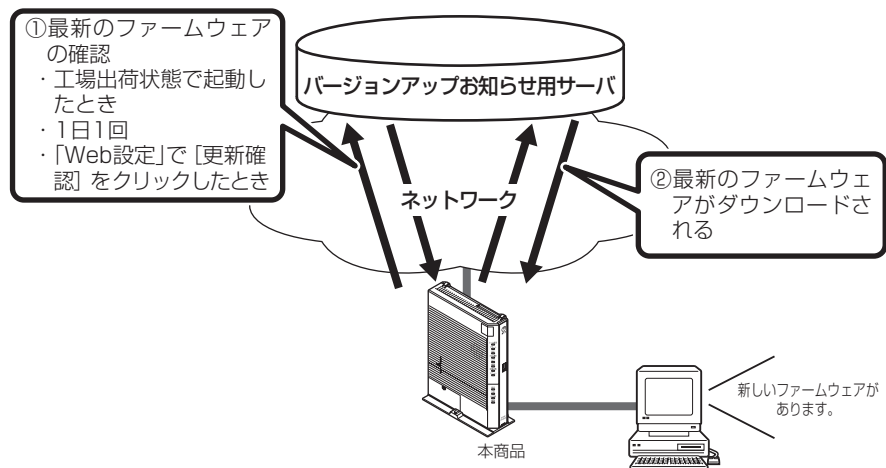 ①最新のファームウェア
の確認
・工場出荷状態で起動し
たとき
・1日1回
・「Web設定」で［更新確
認］をクリックしたとき
バージョンアップお知らせ用サーバ
ネットワーク
②最新のファームウェ
アがダウンロードさ
れる
本商品
新しいファームウェアが
あります。